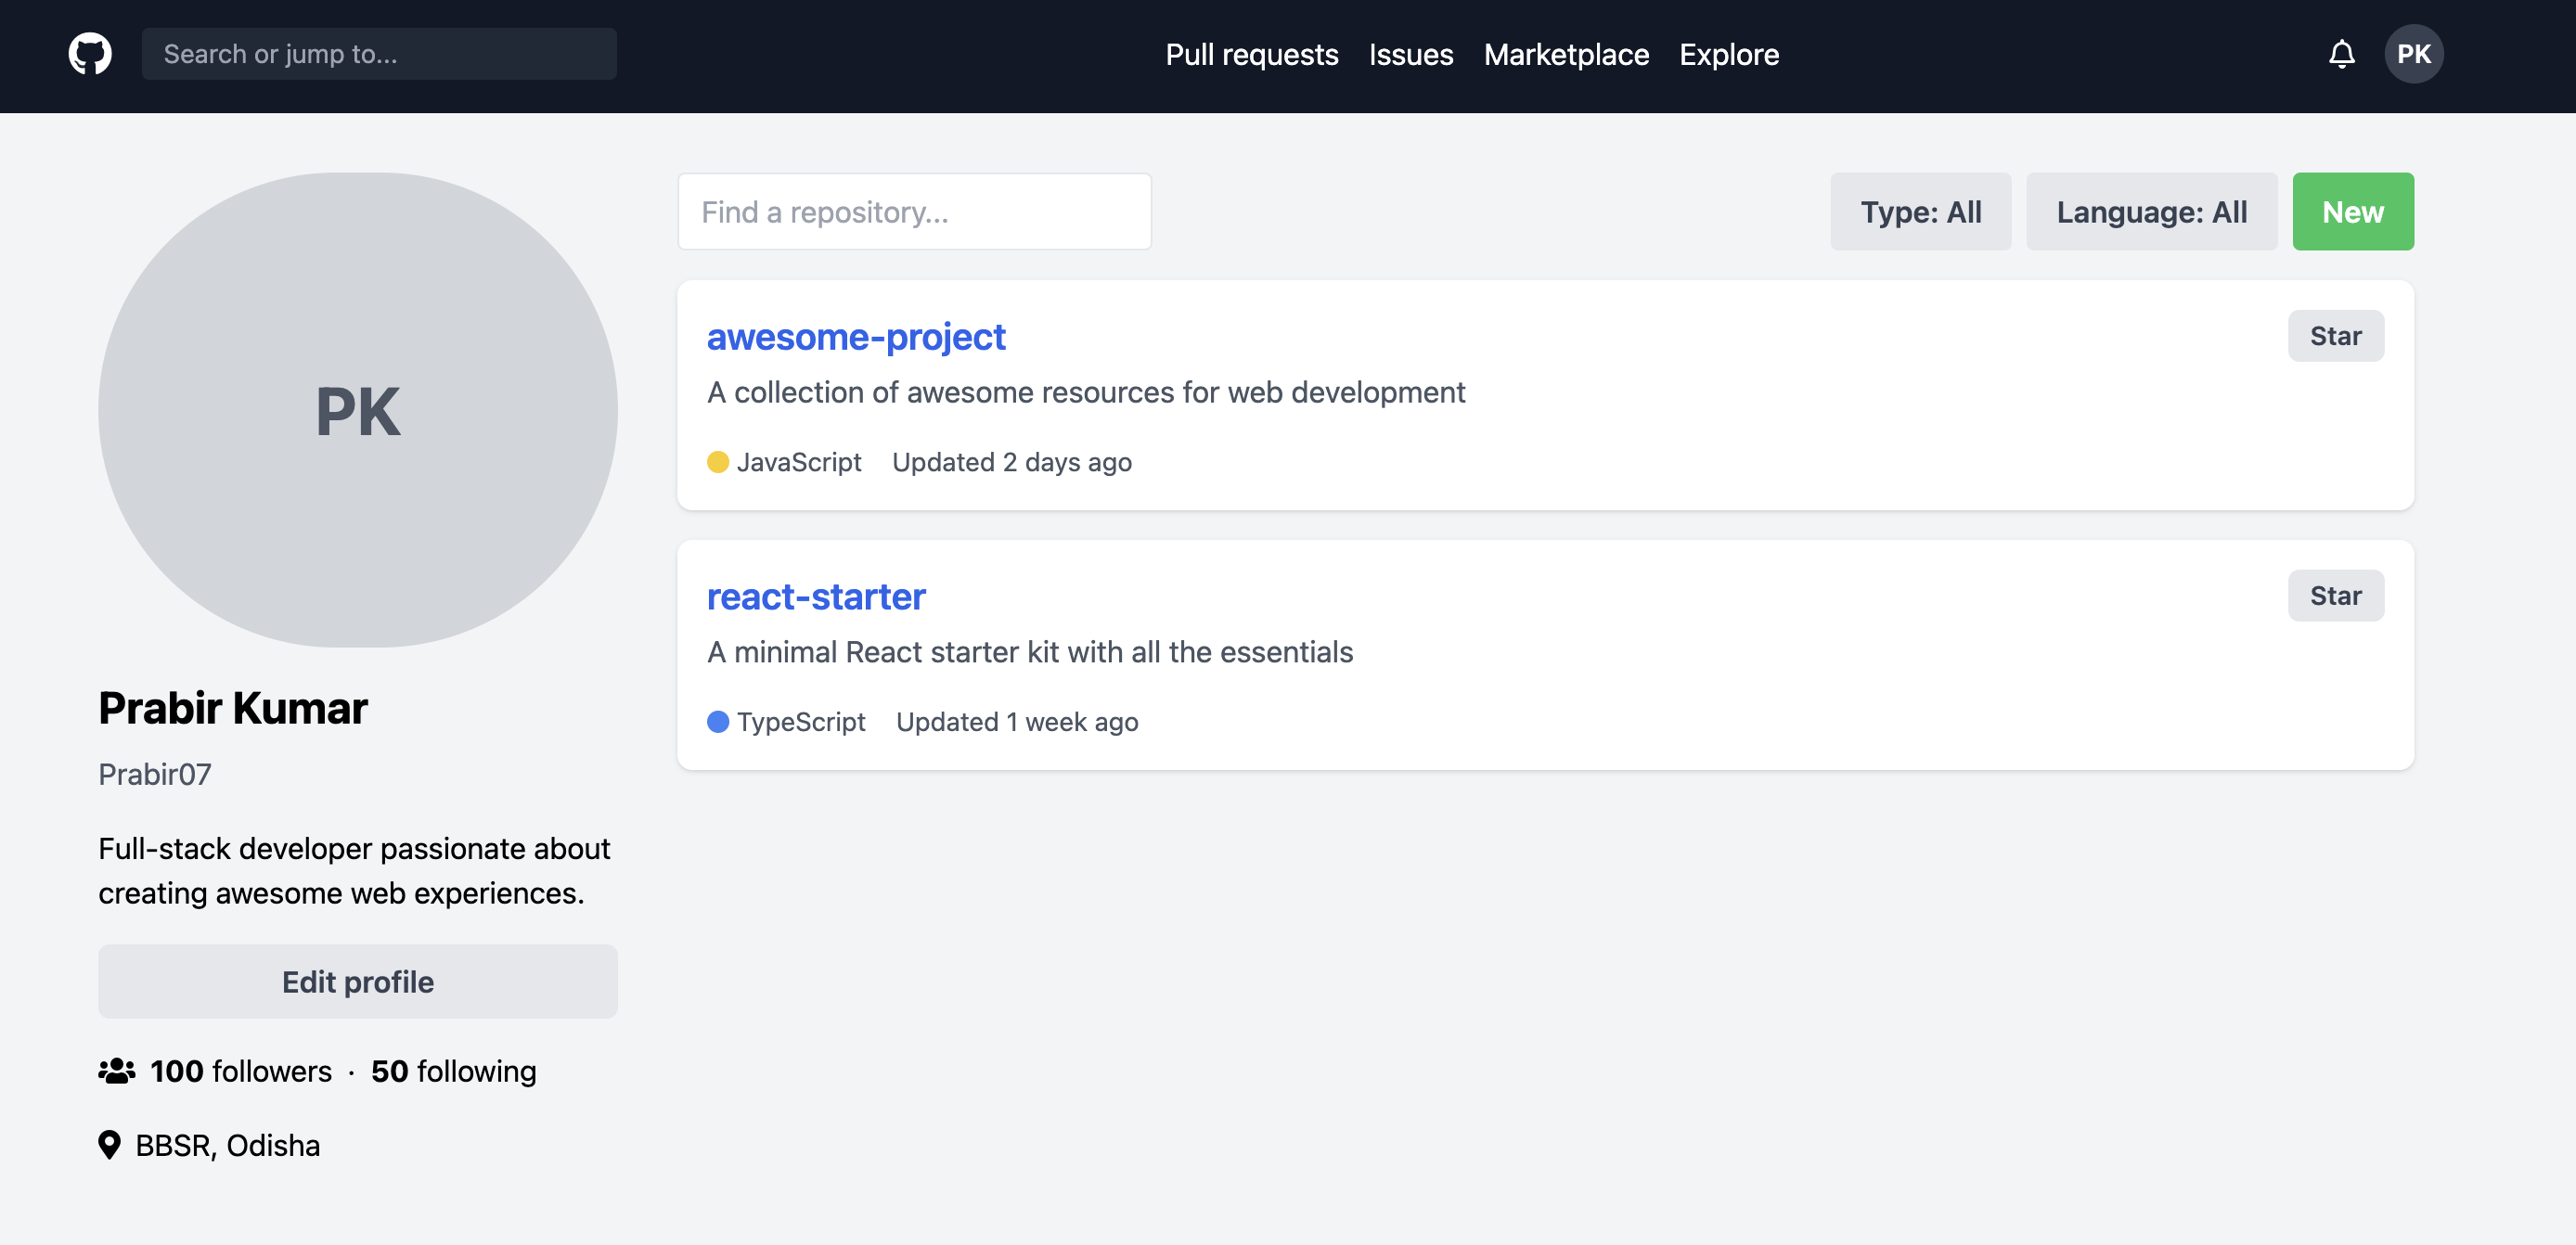 Search or jump to...
Pull requests Issues Marketplace Explore
PK
PK
Prabir Kumar
Prabir07
Full-stack developer passionate about
creating awesome web experiences.
Edit profile
100 followers · 50 following
BBSR, Odisha
Find a repository...
Type: All
Language: All
New
awesome-project
Star
A collection of awesome resources for web development
JavaScript Updated 2 days ago
react-starter
Star
A minimal React starter kit with all the essentials
TypeScript Updated 1 week ago